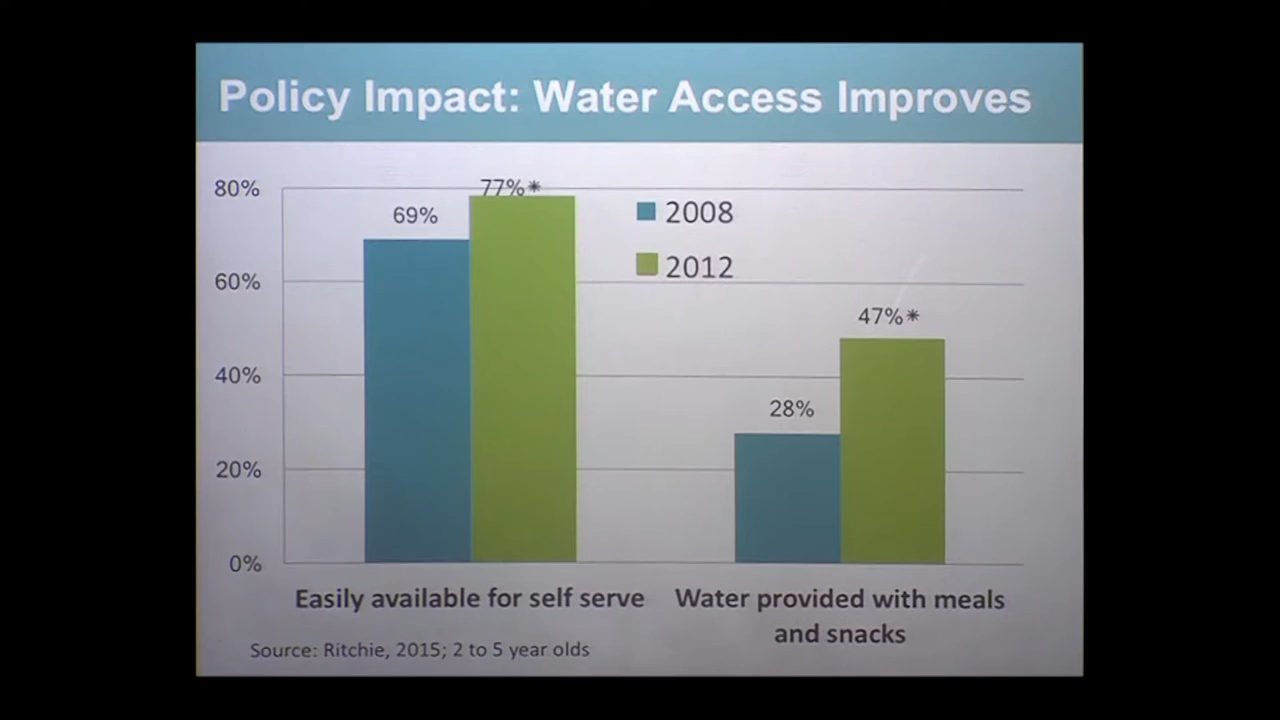 Policy Impact: Water Access Improves
80%
60%
40%
20%
0%
69%
77%*
2008
2012
28%
47%*
Easily available for self serve
Water provided with meals
and snacks
Source: Ritchie, 2015; 2 to 5 year olds